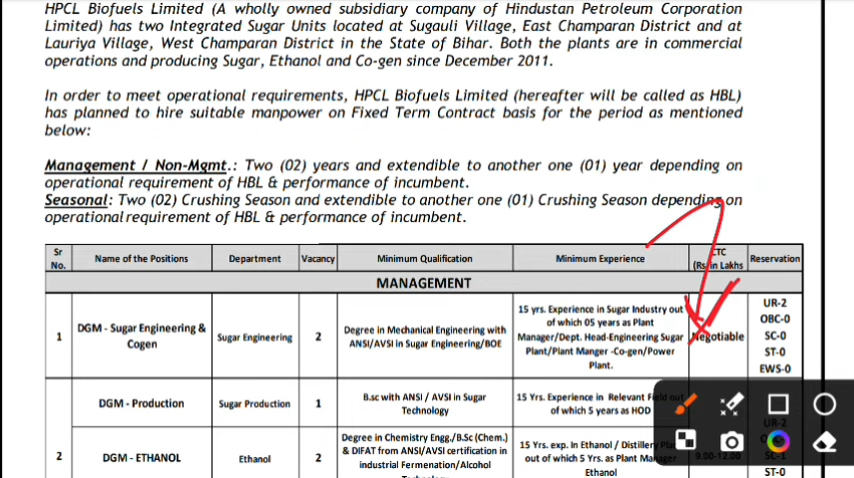 HPCL Biofuels Limited (A wholly owned subsidiary company of Hindustan Petroleum Corporation
Limited) has two Integrated Sugar Units located at Sugauli Village, East Champaran District and at
Lauriya Village, West Champaran District in the State of Bihar. Both the plants are in commercial
operations and producing Sugar, Ethanol and Co-gen since December 2011.
In order to meet operational requirements, HPCL Biofuels Limited (hereafter will be called as HBL)
has planned to hire suitable manpower on Fixed Term Contract basis for the period as mentioned
below:
Management / Non-Mgmt.: Two (02) years and extendible to another one (01) year depending on
operational requirement of HBL & performance of incumbent.
Seasonal: Two (02) Crushing Season and extendible to another one (01) Crushing Season depending on
operational requirement of HBL & performance of incumbent.
Sr No. Name of the Positions Department Vacancy Minimum Qualification Minimum Experience CTC (Rs. in Lakhs Reservation
MANAGEMENT
1 DGM - Sugar Engineering & Cogen Sugar Engineering 2 Degree in Mechanical Engineering with ANSI/AVSI in Sugar Engineering/BOE 15 yrs. Experience in Sugar Industry out of which 05 years as Plant Manager/Dept. Head-Engineering Sugar Plant/Plant Manger -Co-gen/Power Plant. Negotiable UR-2 OBC-0 SC-0 ST-0 EWS-0
DGM - Production Sugar Production 1 B.sc with ANSI / AVSI in Sugar Technology 15 Yrs. Experience in Relevant Field out of which 5 years as HOD UR-2
2 DGM - ETHANOL Ethanol 2 Degree in Chemistry Engg./B.Sc (Chem.) & DIFAT from ANSI/AVSI certification in industrial Fermenation/Alcohol 15 Yrs. exp. in Ethanol / Distillery out of which 5 Yrs. as Plant Manager Ethanol 9.00-12.00 SC-1 ST-0